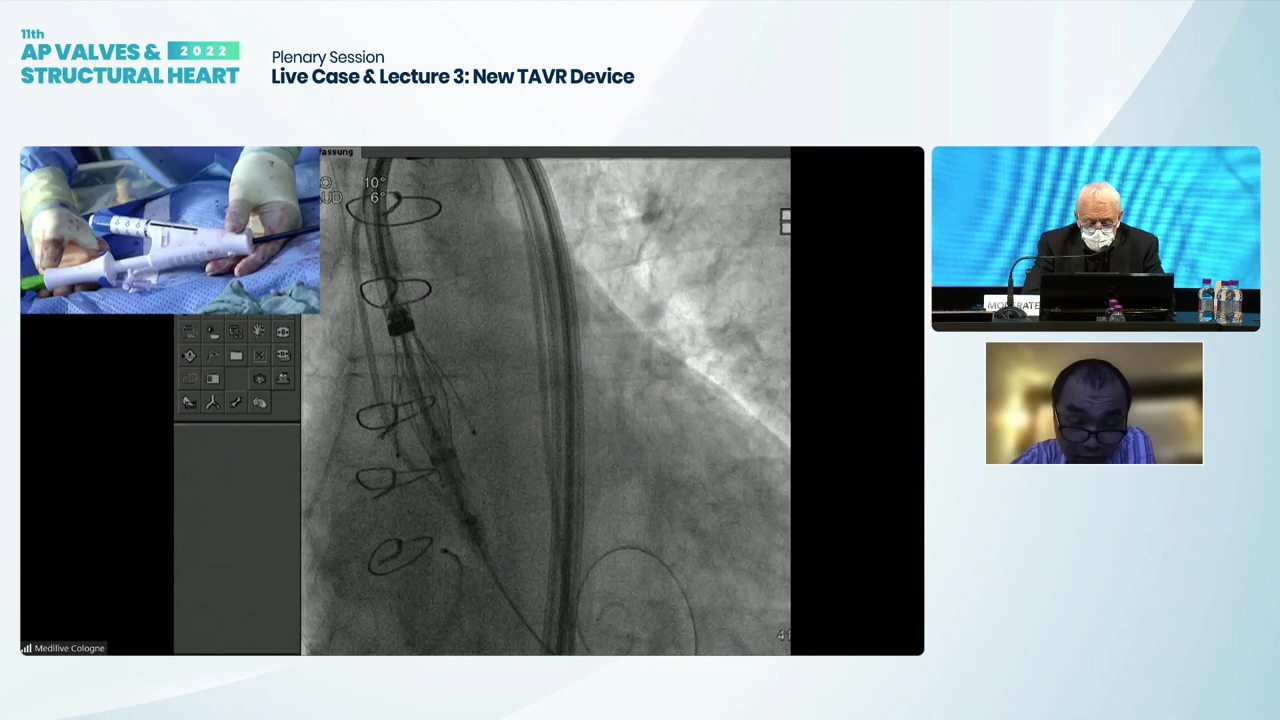 11th
AP VALVES & 2022
STRUCTURAL HEART
Plenary Session
Live Case & Lecture 3: New TAVR Device
10°
6°
Medilive Cologne